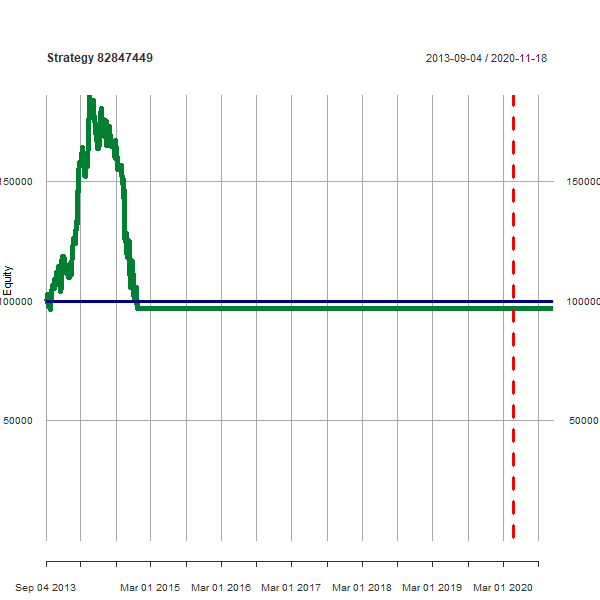 Strategy 82847449 2013-09-04 / 2020-11-18
150000 150000
Equity
100000 100000
50000 50000
Sep 04 2013 Mar 01 2015 Mar 01 2016 Mar 01 2017 Mar 01 2018 Mar 01 2019 Mar 01 2020